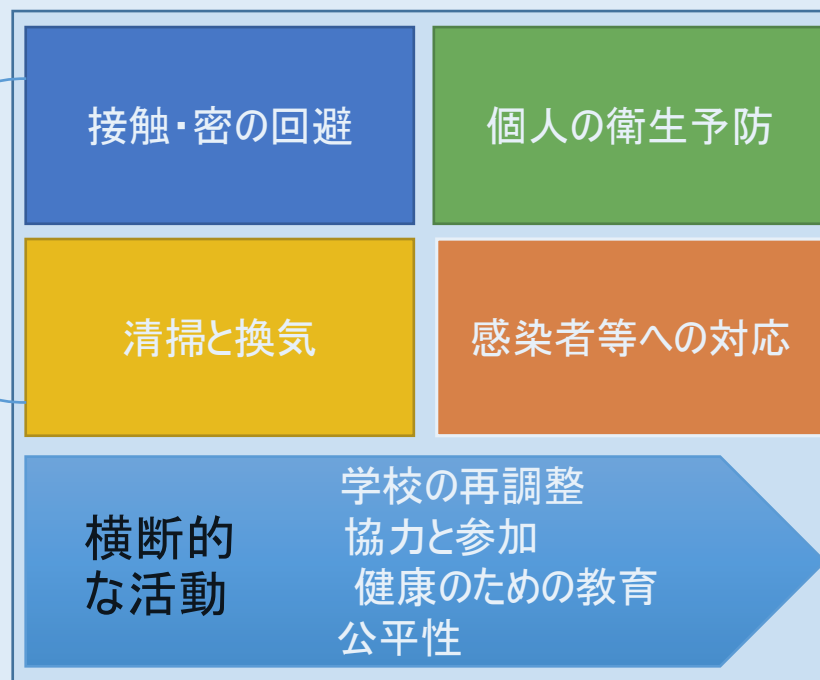 接触・密の回避
個人の衛生予防
清掃と換気
感染者等への対応
横断的
な活動
学校の再調整
協力と参加
健康のための教育
公平性